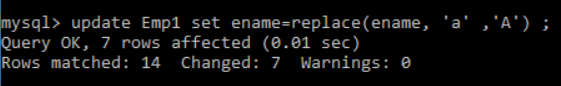 mysql> update Emp1 set ename=replace(ename, 'a' ,'A') ;
Query OK, 7 rows affected (0.01 sec)
Rows matched: 14  Changed: 7  Warnings: 0